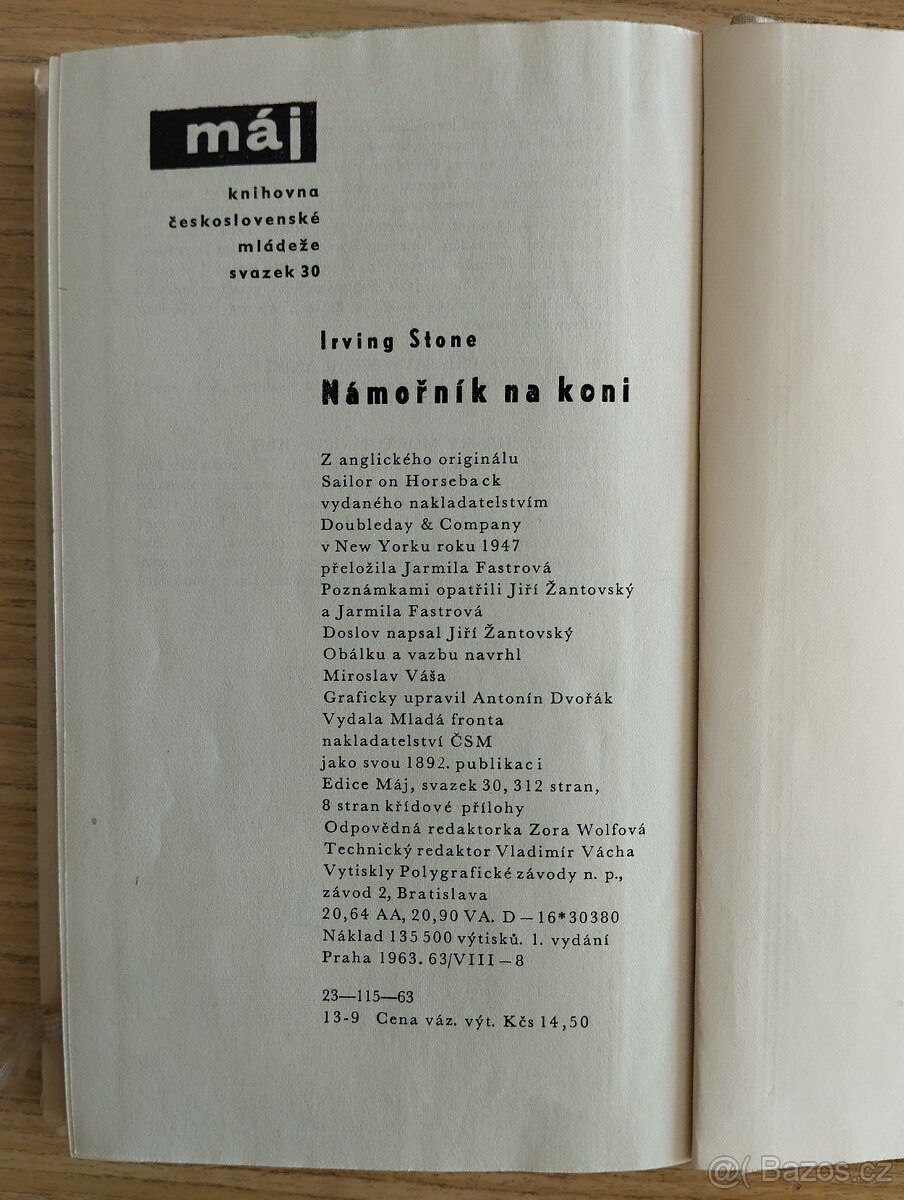 máj
knihovna
československé
mládeže
svazek 30
Irving Stone
Námořník na koni
Z anglického originálu
Sailor on Horseback
vydaného nakladatelstvím
Doubleday & Company
v New Yorku roku 1947
přeložila Jarmila Fastrová
Poznámkami opatřili Jiří Žantovský
a Jarmila Fastrová
Doslov napsal Jiří Žantovský
Obálku a vazbu navrhl
Miroslav Váša
Graficky upravil Antonín Dvořák
Vydala Mladá fronta
nakladatelství ČSM
jako svou 1892. publikaci
Edice Máj, svazek 30, 312 stran,
8 stran křídové přílohy
Odpovědná redaktorka Zora Wolfová
Technický redaktor Vladimír Vácha
Vytiskly Polygrafické závody n. p.,
závod 2, Bratislava
20,64 AA, 20,90 VA. D — 16*30380
Náklad 135 500 výtisků. 1. vydání
Praha 1963. 63/VIII — 8
23—115—63
13-9 Cena váz. výt. Kčs 14,50
@ Bazos.cz